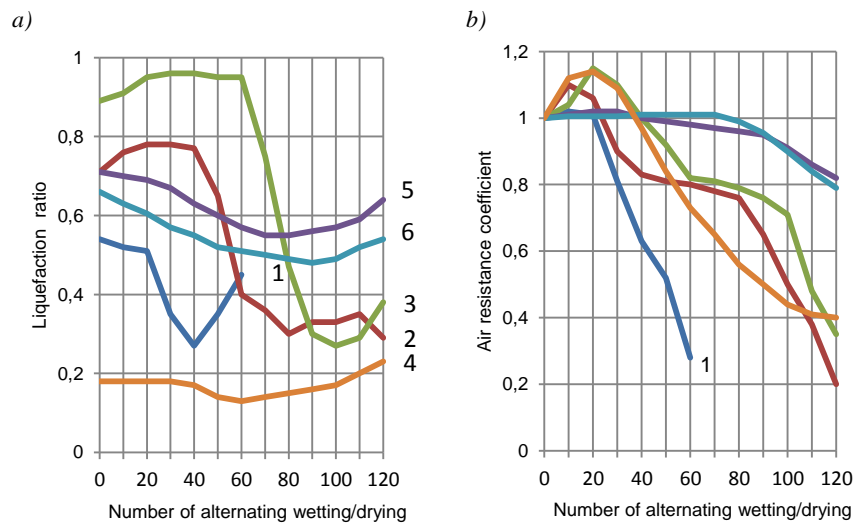 a)
1
0,8
0,6
0,4
0,2
0
Liquefaction ratio
0 20 40 60 80 100 120
Number of alternating wetting/drying
5
6
1
3
2
4
b)
1,2
1
0,8
0,6
0,4
0,2
0
Air resistance coefficient
0 20 40 60 80 100 120
Number of alternating wetting/drying
1